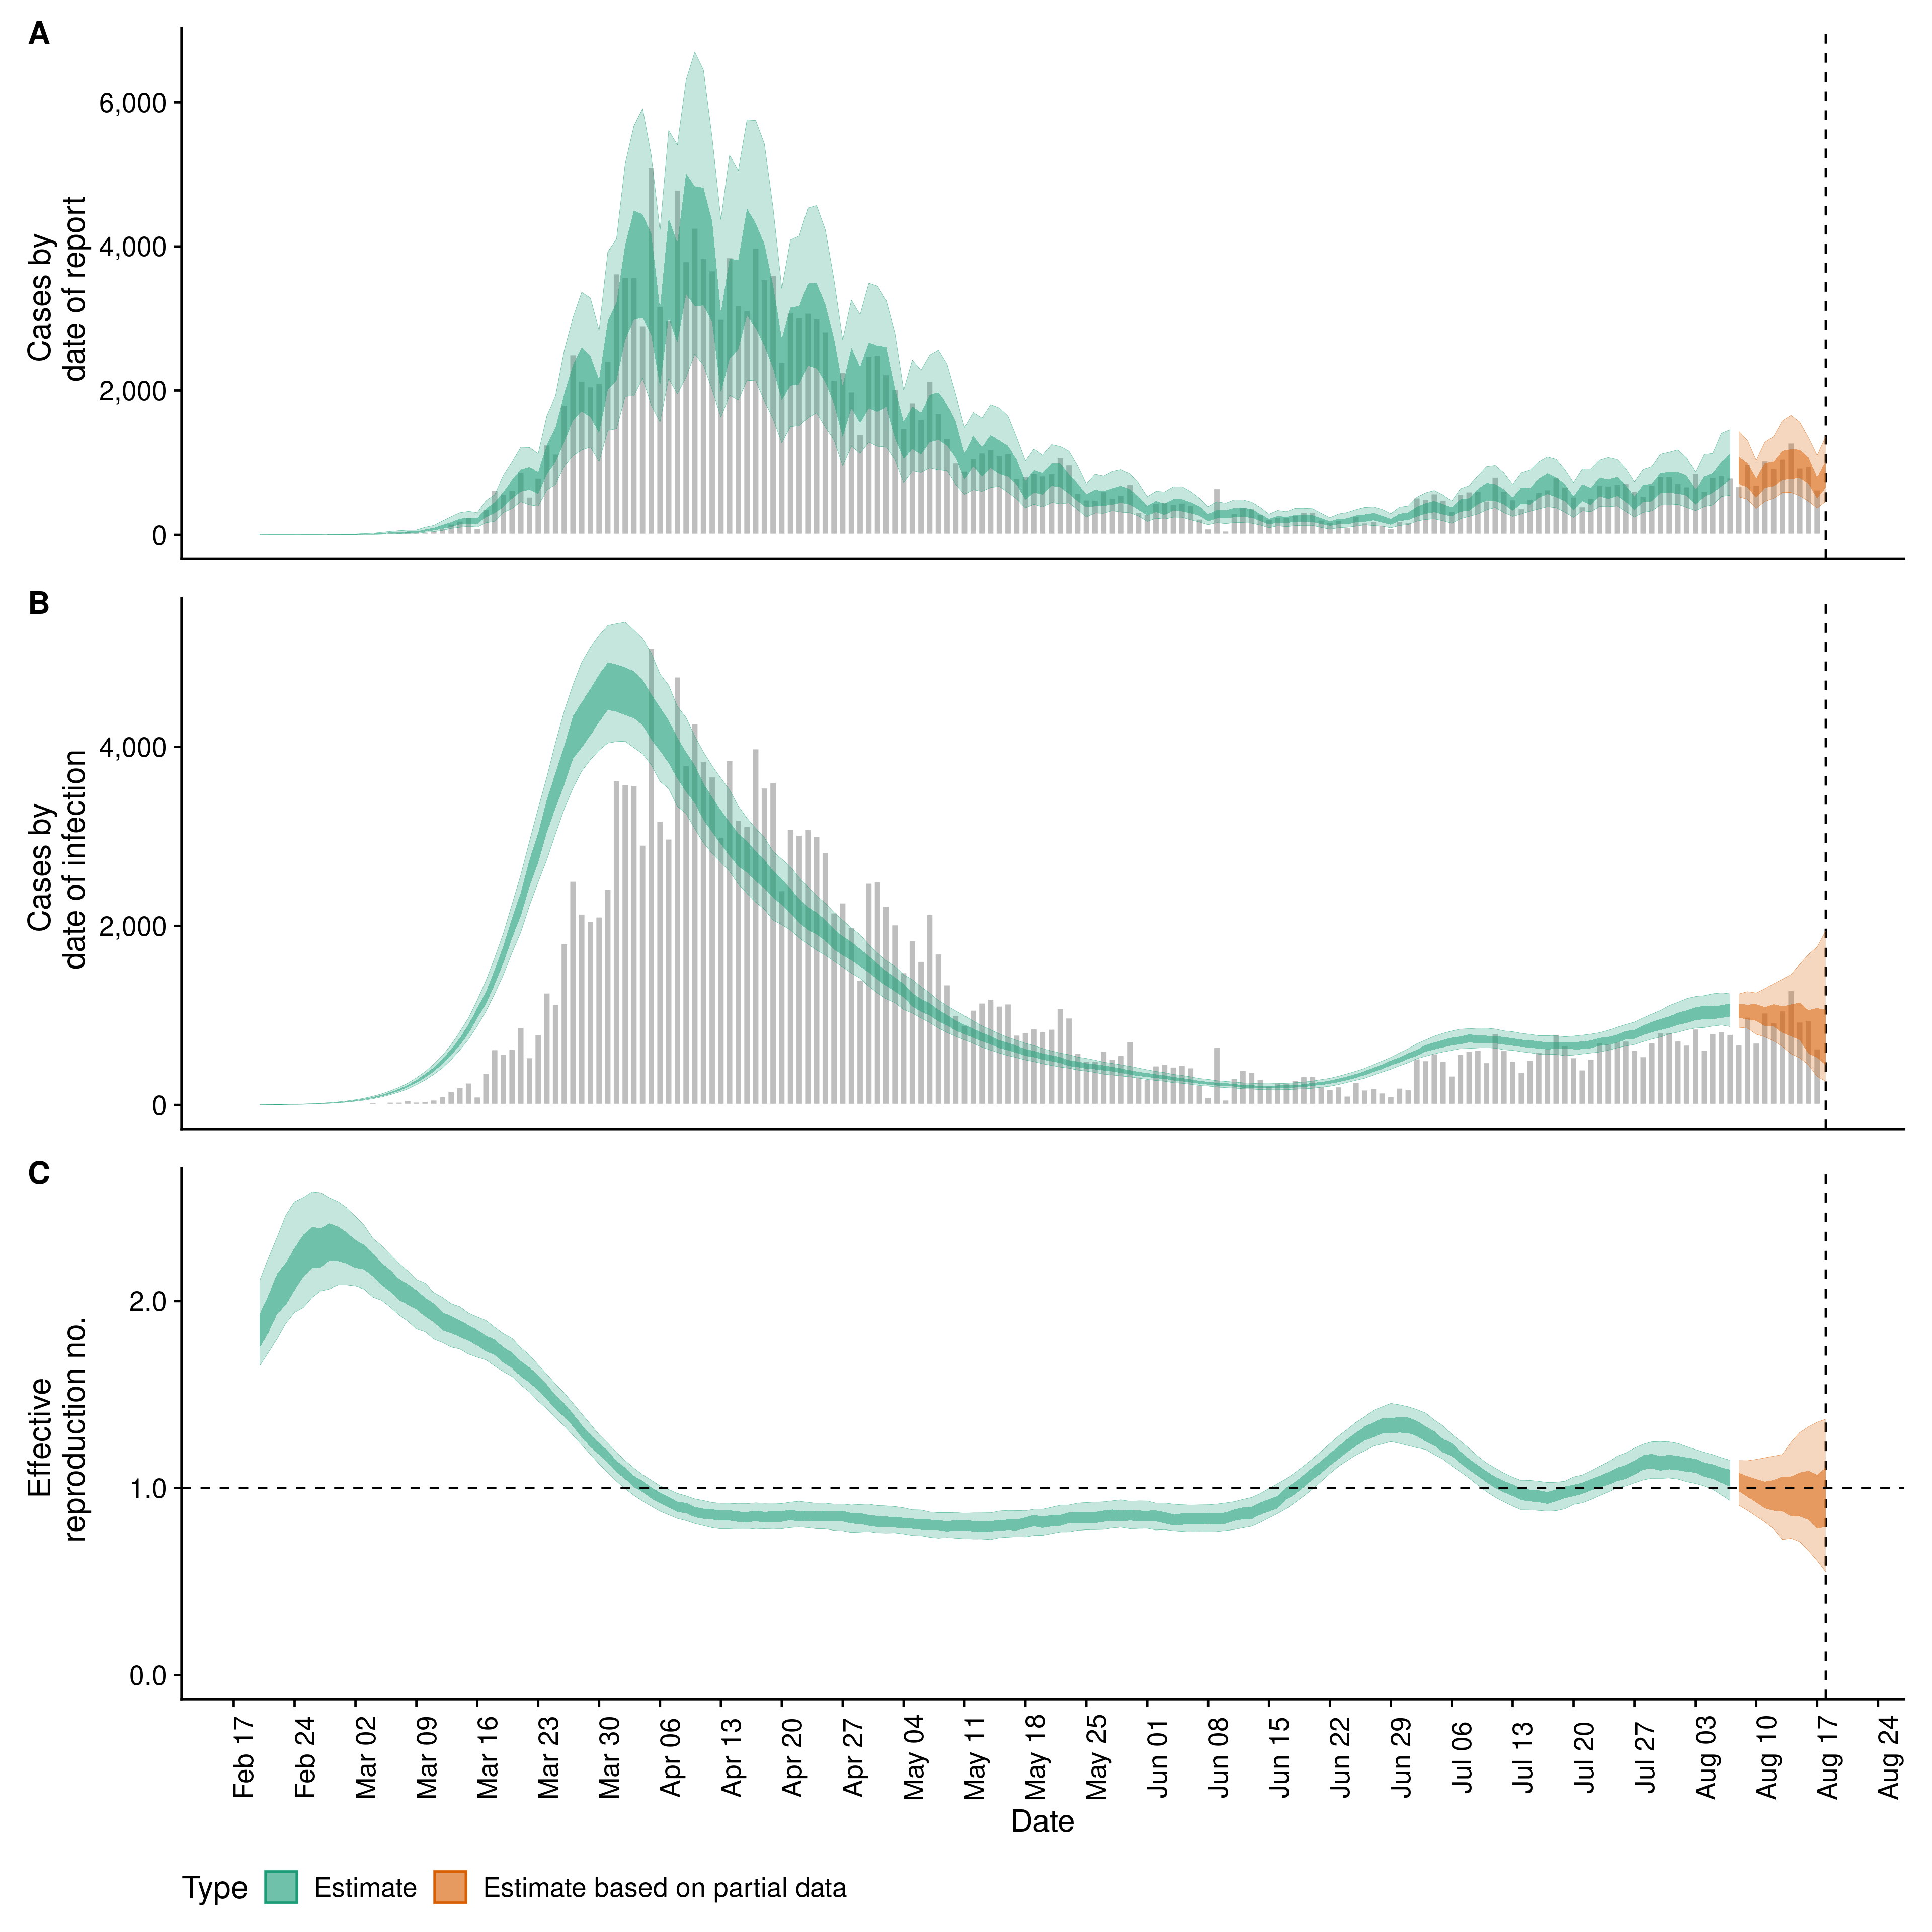 A
Cases by
date of report
6,000
4,000
2,000
0
B
Cases by
date of infection
4,000
2,000
0
C
Effective
reproduction no.
2.0
1.0
0.0
Feb 17
Feb 24
Mar 02
Mar 09
Mar 16
Mar 23
Mar 30
Apr 06
Apr 13
Apr 20
Apr 27
May 04
May 11
May 18
May 25
Jun 01
Jun 08
Jun 15
Jun 22
Jun 29
Jul 06
Jul 13
Jul 20
Jul 27
Aug 03
Aug 10
Aug 17
Aug 24
Date
Type Estimate Estimate based on partial data